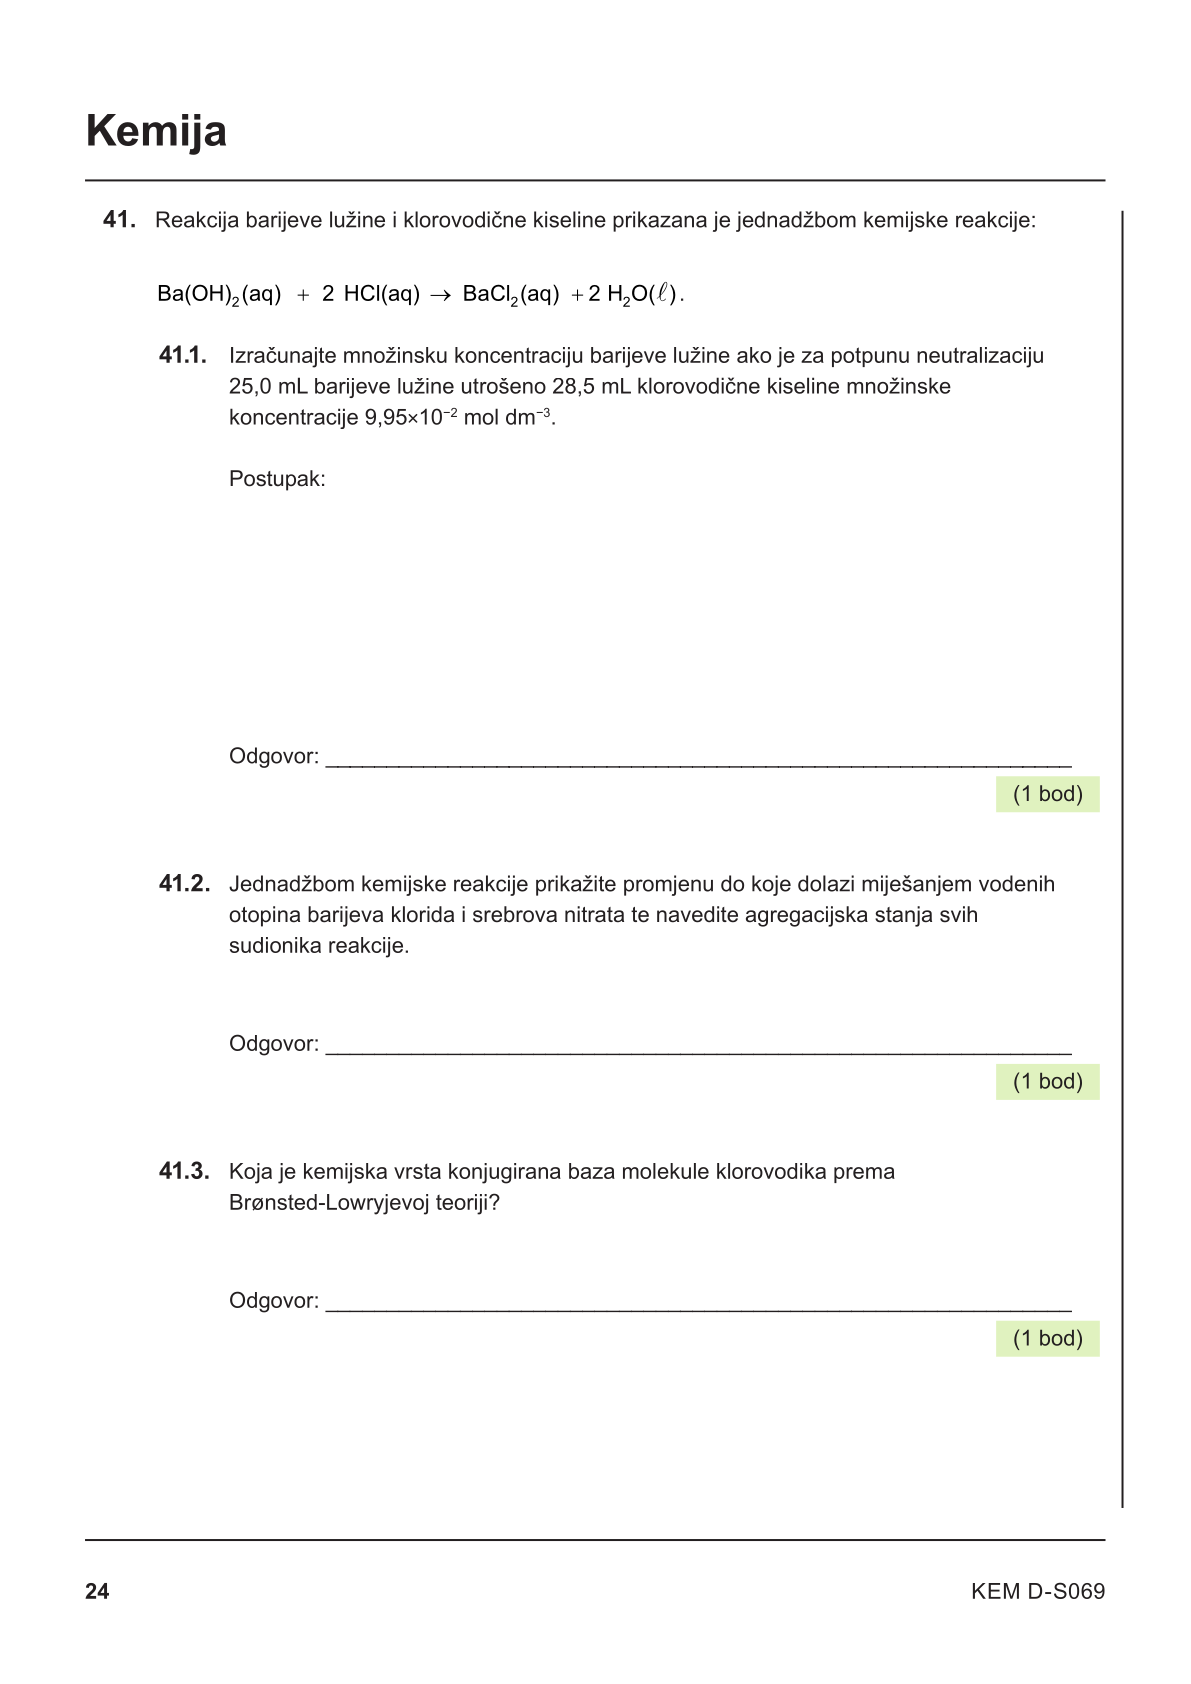 Kemija
41. Reakcija barijeve lužine i klorovodične kiseline prikazana je jednadžbom kemijske reakcije:
Ba(OH)₂(aq) + 2 HCl(aq) → BaCl₂(aq) + 2 H₂O(ℓ).
41.1. Izračunajte množinsku koncentraciju barijeve lužine ako je za potpunu neutralizaciju
25,0 mL barijeve lužine utrošeno 28,5 mL klorovodične kiseline množinske
koncentracije 9,95×10⁻² mol dm⁻³.
Postupak:
Odgovor: ____________________________________________________________
(1 bod)
41.2. Jednadžbom kemijske reakcije prikažite promjenu do koje dolazi miješanjem vodenih
otopina barijeva klorida i srebrova nitrata te navedite agregacijska stanja svih
sudionika reakcije.
Odgovor: ____________________________________________________________
(1 bod)
41.3. Koja je kemijska vrsta konjugirana baza molekule klorovodika prema
Brønsted-Lowryjevoj teoriji?
Odgovor: ____________________________________________________________
(1 bod)
24
KEM D-S069